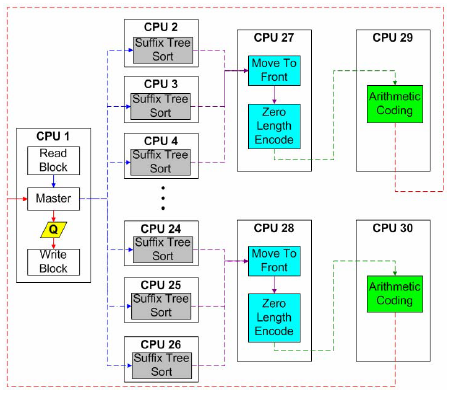 CPU 1
Read
Block
Master
Q
Write
Block
CPU 2
Suffix Tree
Sort
CPU 3
Suffix Tree
Sort
CPU 4
Suffix Tree
Sort
CPU 24
Suffix Tree
Sort
CPU 25
Suffix Tree
Sort
CPU 26
Suffix Tree
Sort
CPU 27
Move To
Front
Zero
Length
Encode
CPU 28
Move To
Front
Zero
Length
Encode
CPU 29
Arithmetic
Coding
CPU 30
Arithmetic
Coding